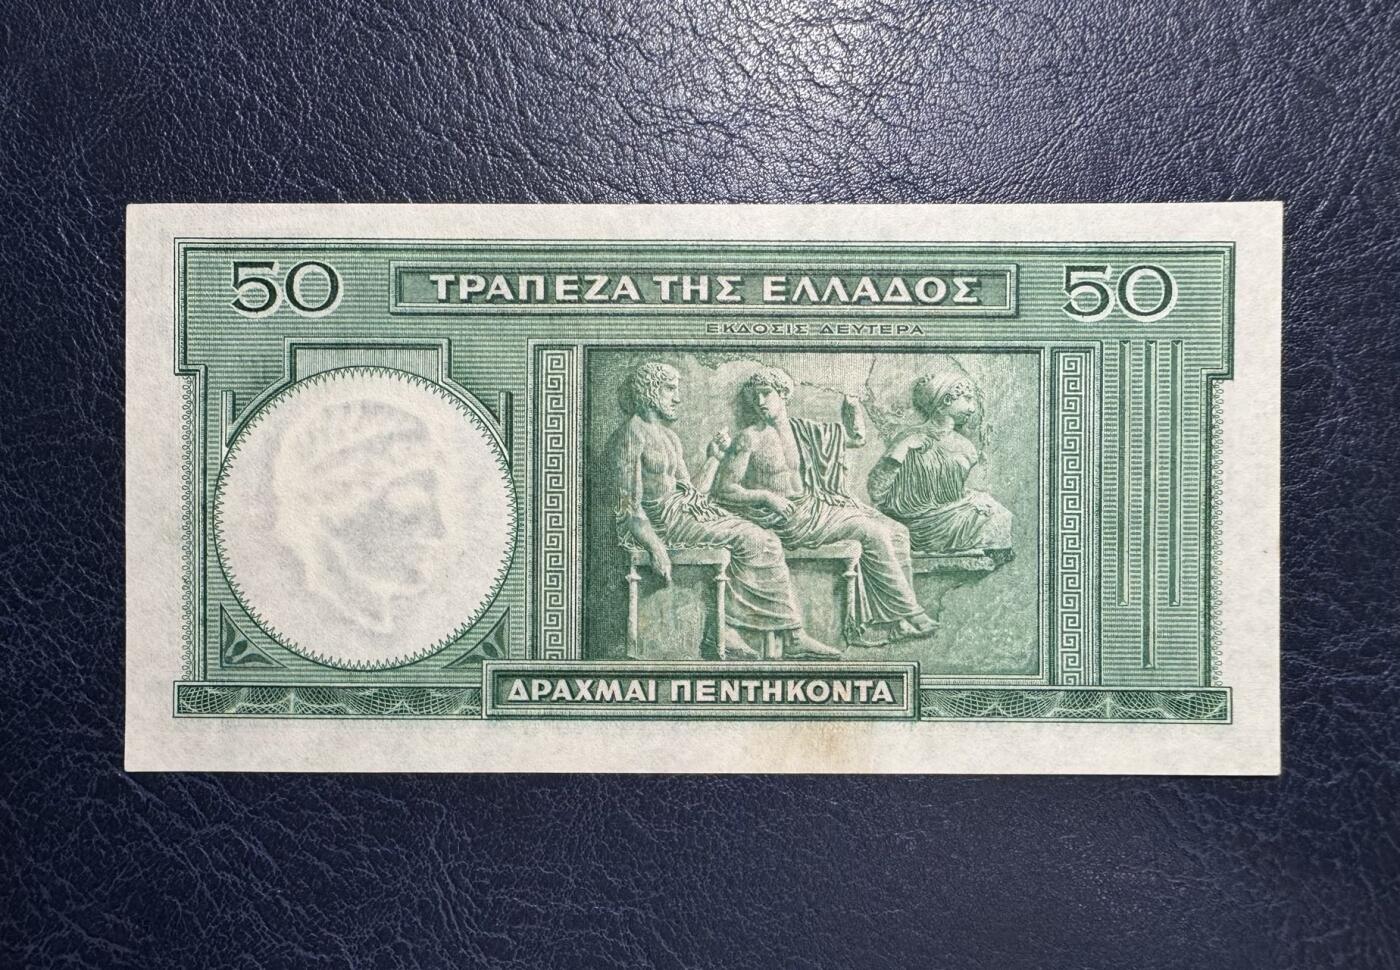 50 ΤΡΑΠΕΖΑ ΤΗΣ ΕΛΛΑΔΟΣ 50
ΕΚΔΟΣΙΣ ΔΕΥΤΕΡΑ
ΔΡΑΧΜΑΙ ΠΕΝΤΗΚΟΝΤΑ